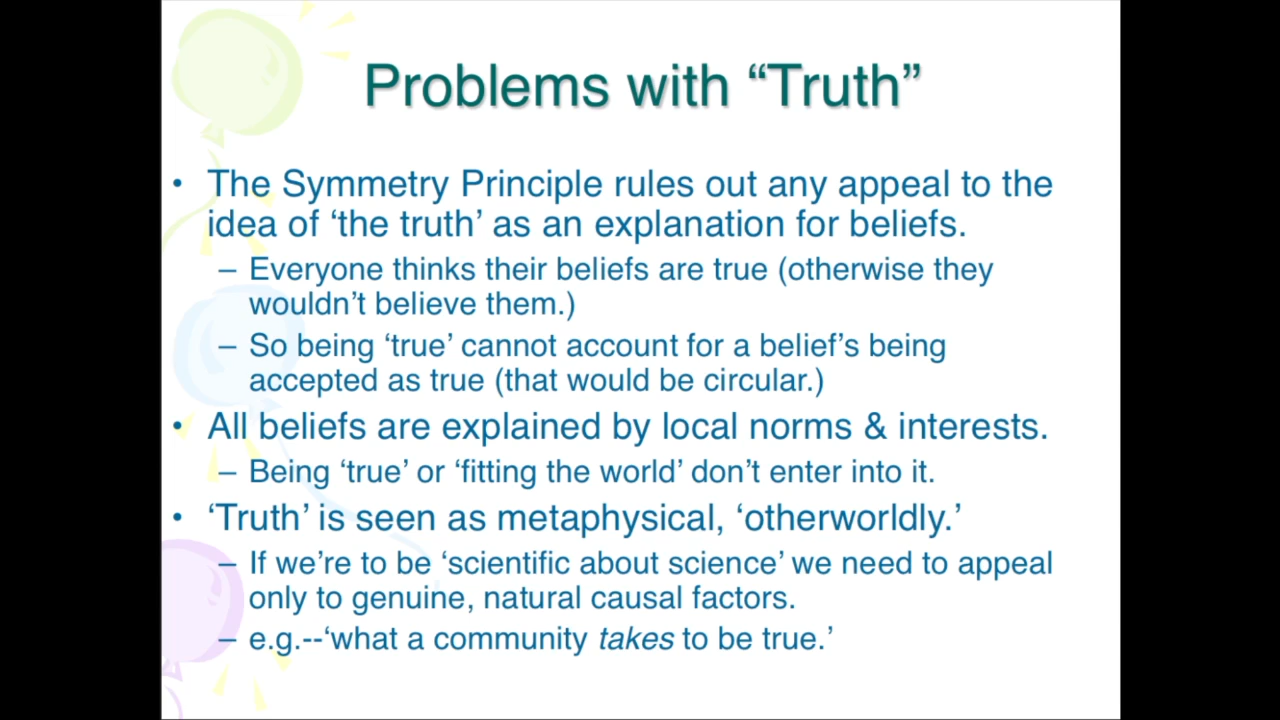 Problems with “Truth”
• The Symmetry Principle rules out any appeal to the
idea of ‘the truth’ as an explanation for beliefs.
– Everyone thinks their beliefs are true (otherwise they
wouldn’t believe them.)
– So being ‘true’ cannot account for a belief’s being
accepted as true (that would be circular.)
• All beliefs are explained by local norms & interests.
– Being ‘true’ or ‘fitting the world’ don’t enter into it.
• ‘Truth’ is seen as metaphysical, ‘otherworldly.’
– If we’re to be ‘scientific about science’ we need to appeal
only to genuine, natural causal factors.
– e.g.--‘what a community takes to be true.’